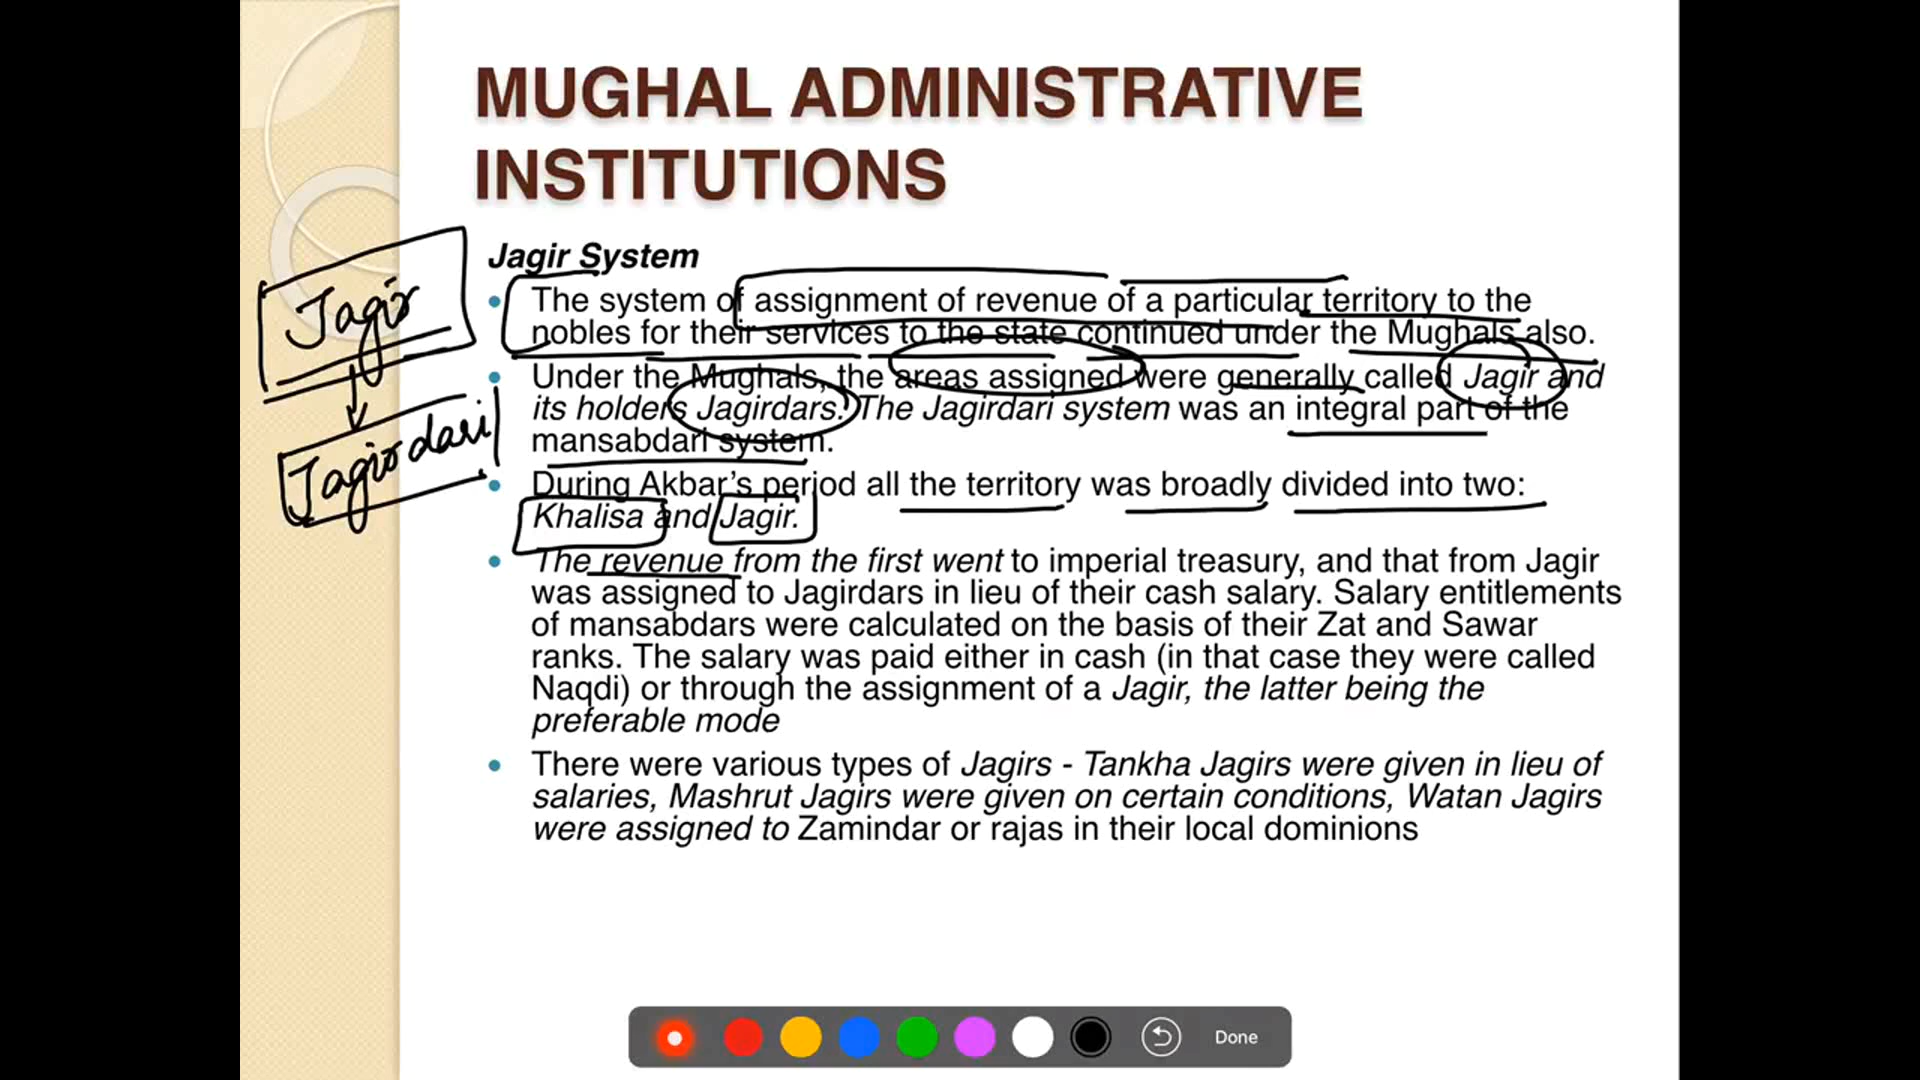 MUGHAL ADMINISTRATIVE
INSTITUTIONS
Jagir System
• The system of assignment of revenue of a particular territory to the
nobles for their services to the state continued under the Mughals also.
• Under the Mughals, the areas assigned were generally called Jagir and
its holders Jagirdars. The Jagirdari system was an integral part of the
mansabdari system.
• During Akbar's period all the territory was broadly divided into two:
Khalisa and Jagir.
• The revenue from the first went to imperial treasury, and that from Jagir
was assigned to Jagirdars in lieu of their cash salary. Salary entitlements
of mansabdars were calculated on the basis of their Zat and Sawar
ranks. The salary was paid either in cash (in that case they were called
Naqdi) or through the assignment of a Jagir, the latter being the
preferable mode
• There were various types of Jagirs - Tankha Jagirs were given in lieu of
salaries, Mashrut Jagirs were given on certain conditions, Watan Jagirs
were assigned to Zamindar or rajas in their local dominions
Jagir
Jagirdari
Done